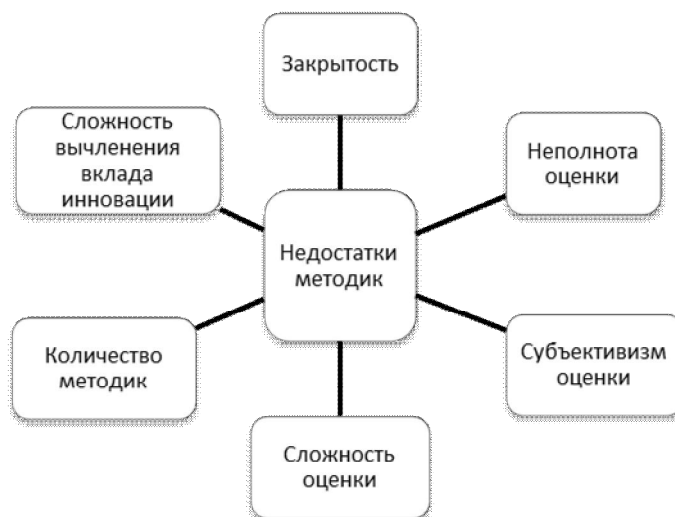 Закрытость
Сложность
вычленения
вклада
инновации
Неполнота
оценки
Недостатки
методик
Количество
методик
Субъективизм
оценки
Сложность
оценки